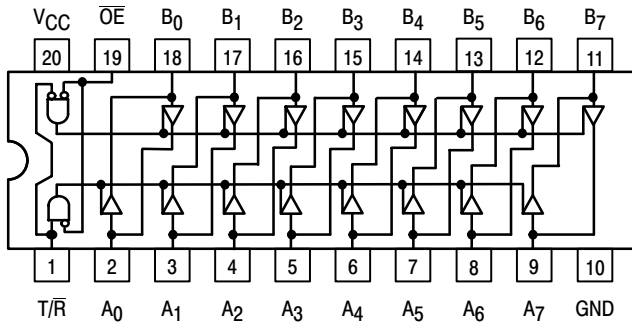 VCC OE B0 B1 B2 B3 B4 B5 B6 B7
20 19 18 17 16 15 14 13 12 11
1 2 3 4 5 6 7 8 9 10
T/R A0 A1 A2 A3 A4 A5 A6 A7 GND